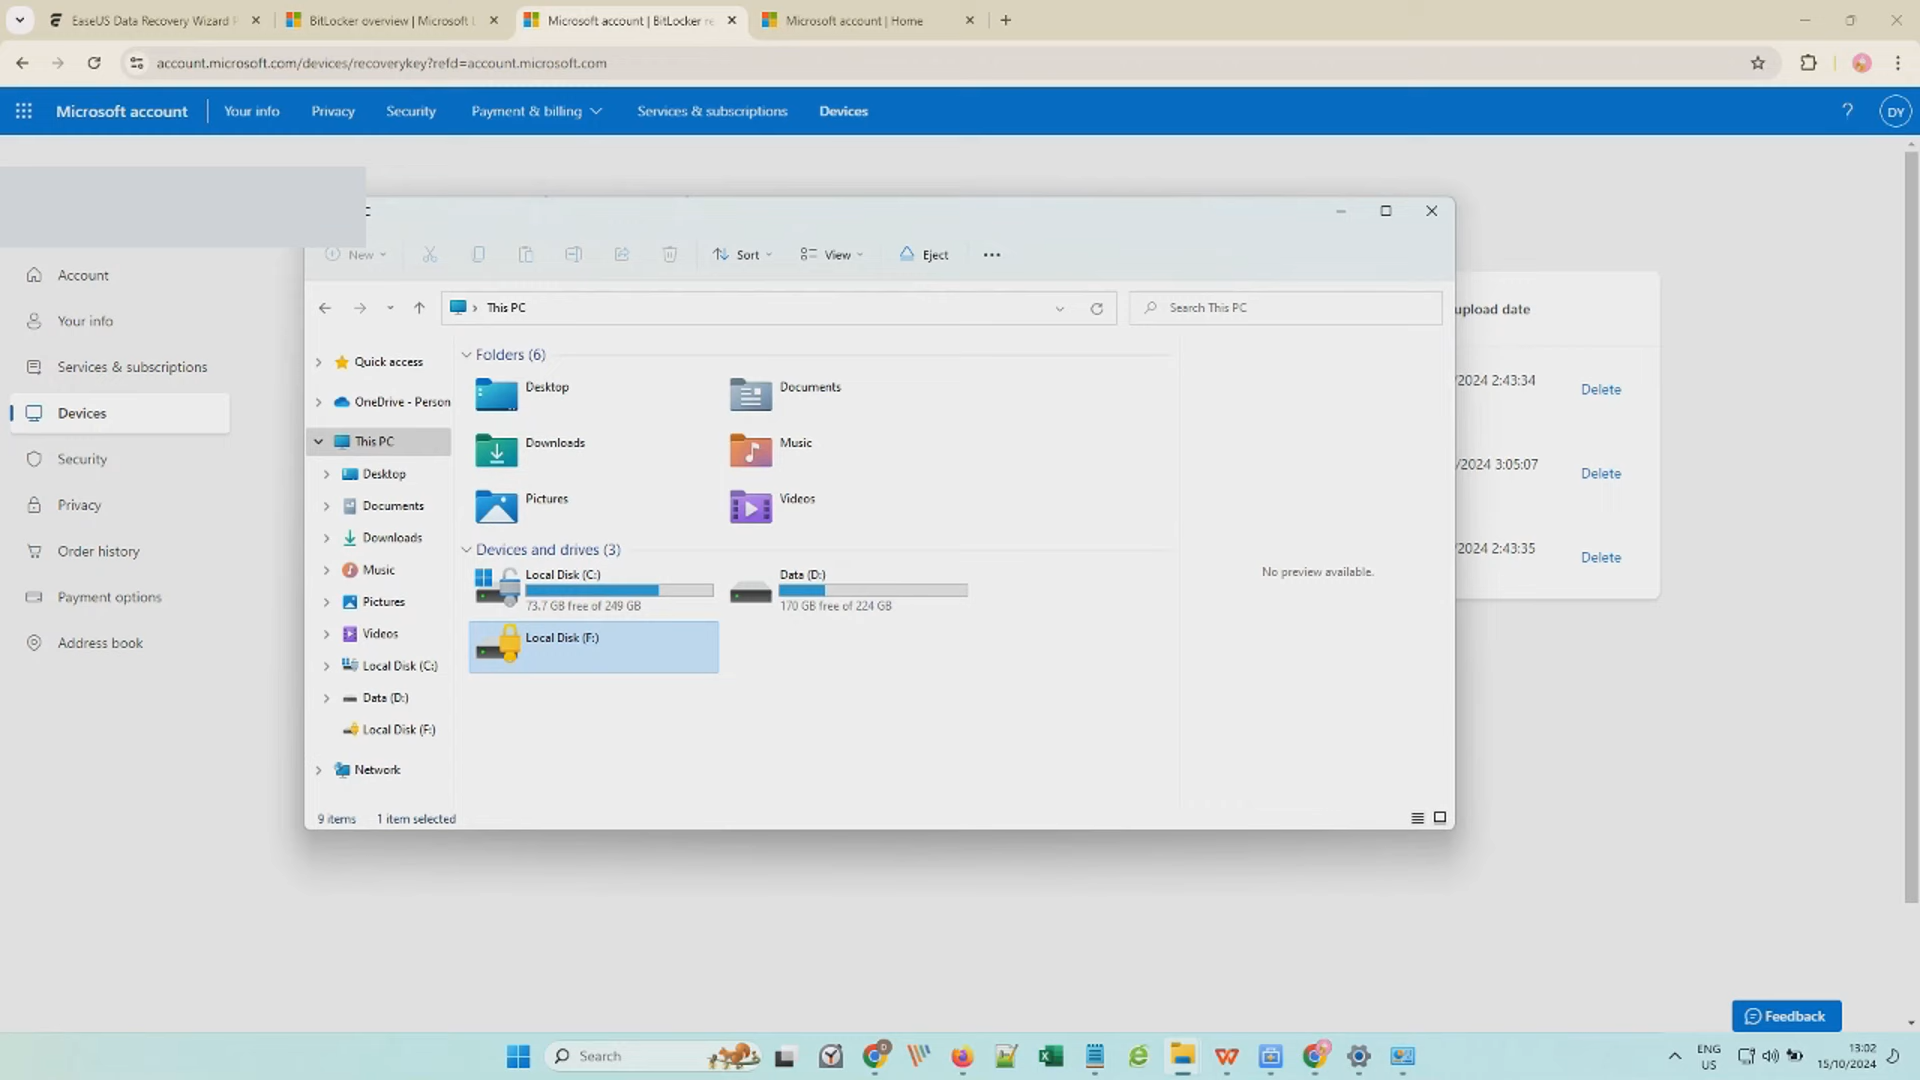 EaseUS Data Recovery Wizard
BitLocker overview | Microsoft
Microsoft account | BitLocker re
Microsoft account | Home
account.microsoft.com/devices/recoverykey?refd=account.microsoft.com
Microsoft account
Your info
Privacy
Security
Payment & billing
Services & subscriptions
Devices
?
DY
New
Sort
View
Eject
This PC
Search This PC
upload date
Account
Your info
Services & subscriptions
Devices
Security
Privacy
Order history
Payment options
Address book
Quick access
OneDrive - Person
This PC
Desktop
Documents
Downloads
Music
Pictures
Videos
Local Disk (C:)
Data (D:)
Local Disk (F:)
Network
Folders (6)
Desktop
Documents
Downloads
Music
Pictures
Videos
Devices and drives (3)
Local Disk (C:)
73.7 GB free of 249 GB
Data (D:)
170 GB free of 224 GB
Local Disk (F:)
No preview available.
/2024 2:43:34
Delete
/2024 3:05:07
Delete
/2024 2:43:35
Delete
9 items
1 item selected
Feedback
Search
ENG
US
13:02
15/10/2024